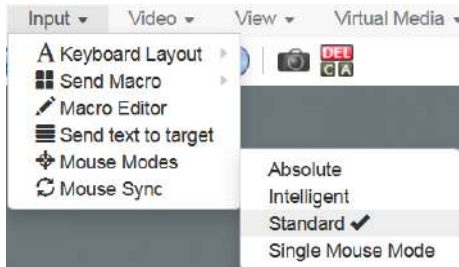 Input Video View Virtual Media
A Keyboard Layout
Send Macro
DEL
C A
Macro Editor
Send text to target
Mouse Modes
Mouse Sync
Absolute
Intelligent
Standard
Single Mouse Mode